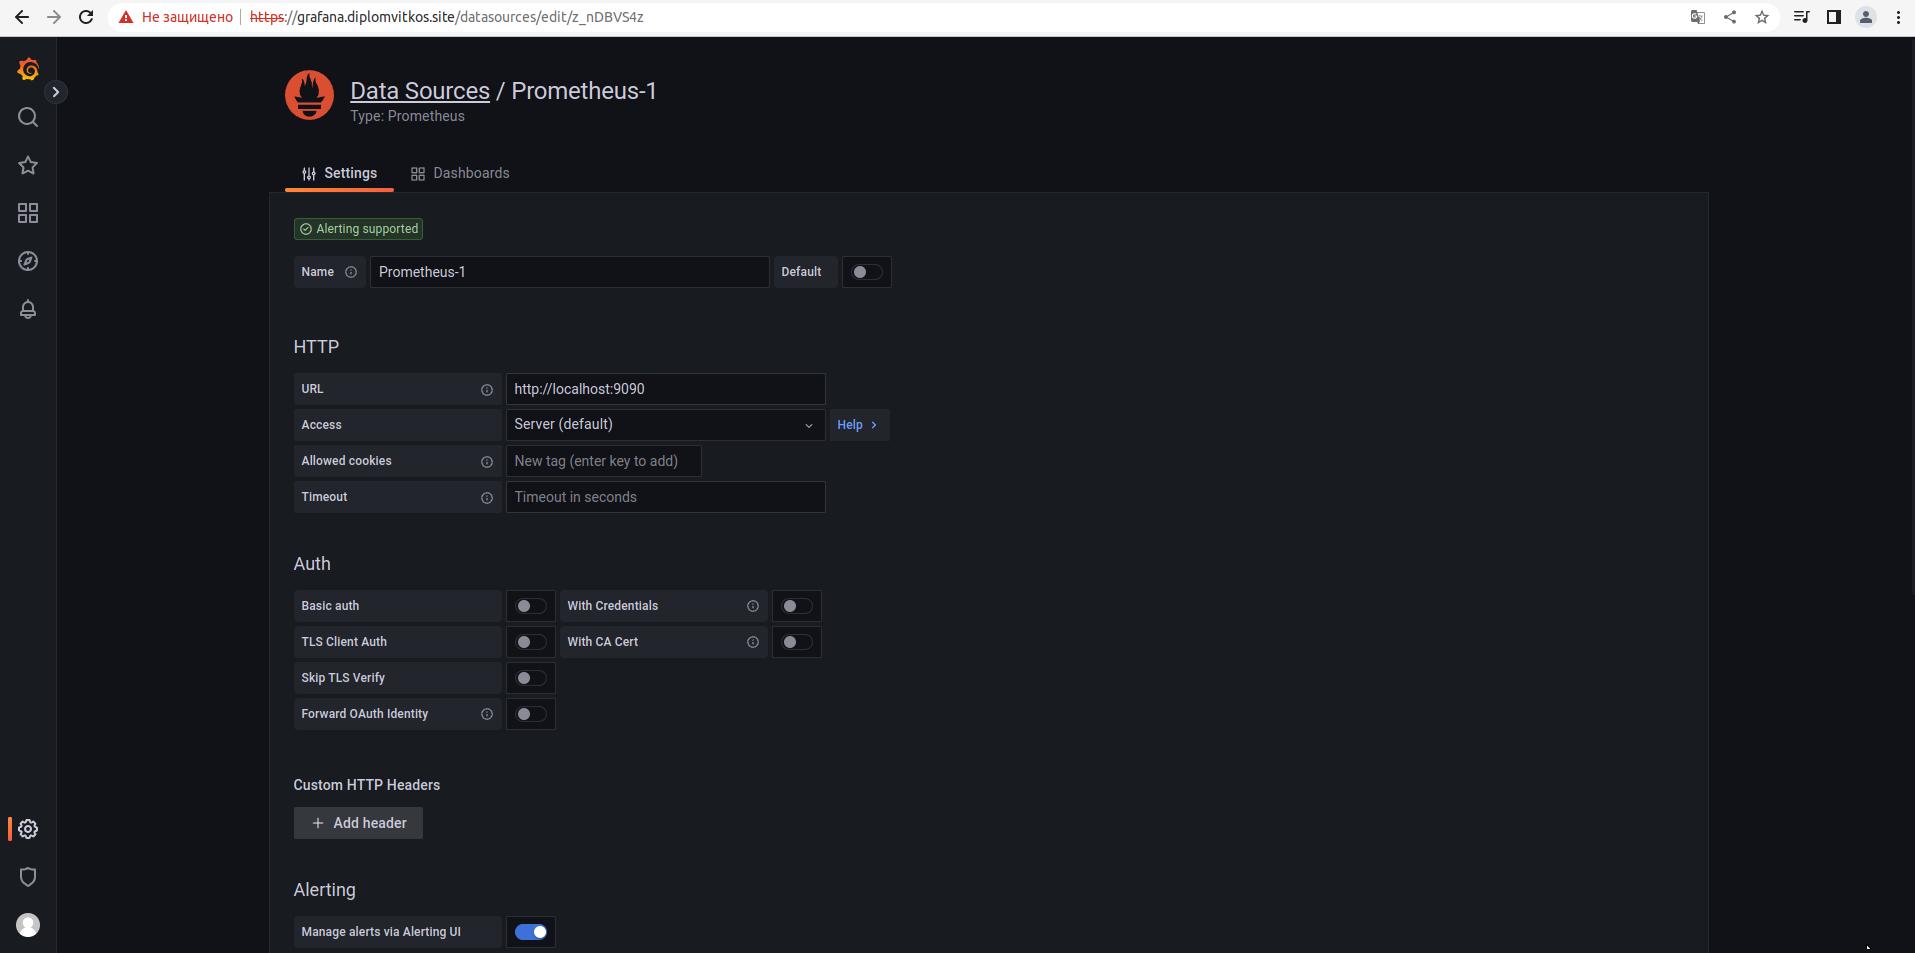 Не защищено
https://grafana.diplomvitkos.site/datasources/edit/z_nDBVS4z
Data Sources / Prometheus-1
Type: Prometheus
Settings
Dashboards
Alerting supported
Name
Prometheus-1
Default
HTTP
URL
http://localhost:9090
Access
Server (default)
Help
Allowed cookies
New tag (enter key to add)
Timeout
Timeout in seconds
Auth
Basic auth
With Credentials
TLS Client Auth
With CA Cert
Skip TLS Verify
Forward OAuth Identity
Custom HTTP Headers
Add header
Alerting
Manage alerts via Alerting UI